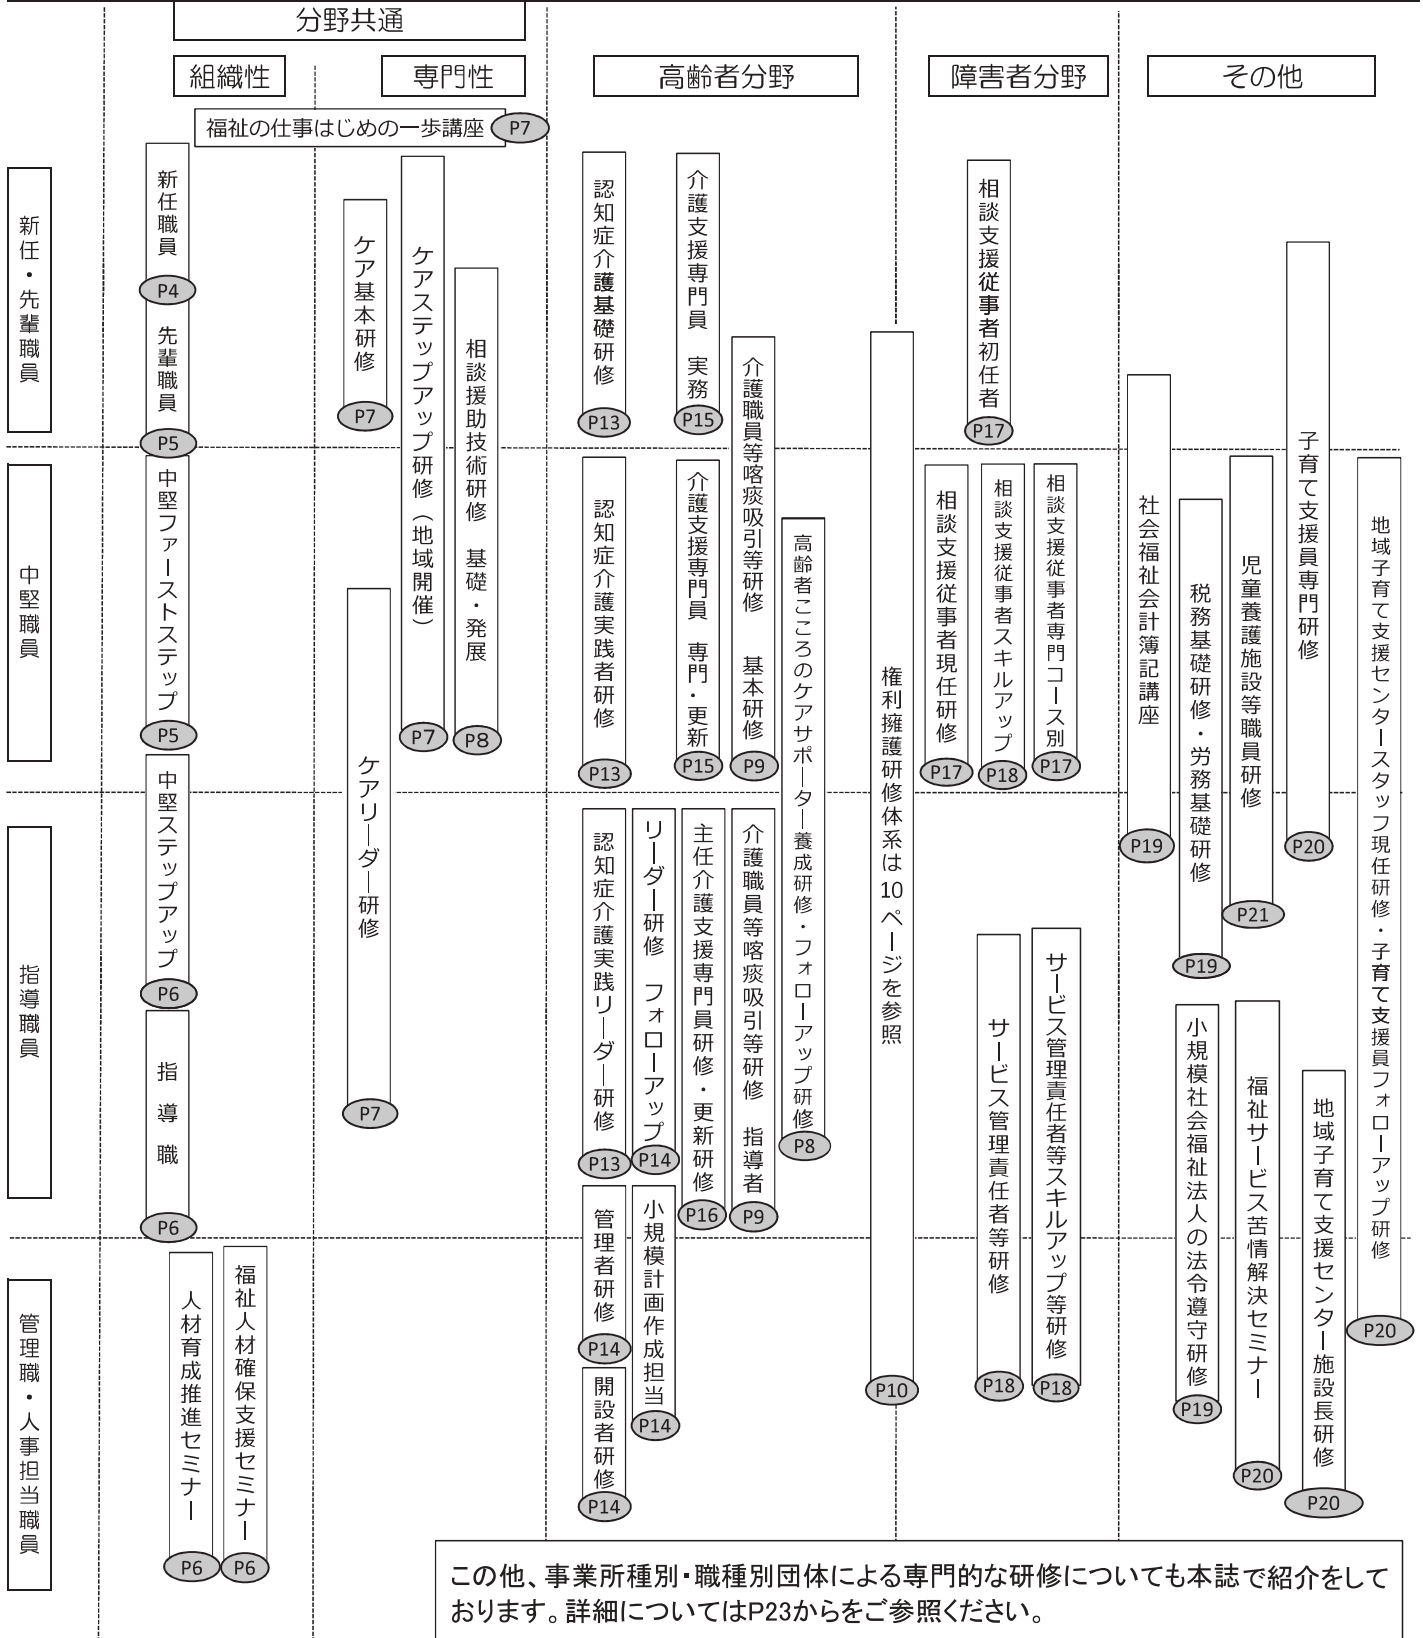 分野共通
組織性
専門性
高齢者分野
障害者分野
その他
福祉の仕事はじめの一歩講座 P7
新任・先輩職員
中堅職員
指導職員
管理職・人事担当職員
新任職員
P4
先輩職員
P5
中堅ファーストステップ
P5
中堅ステップアップ
P6
指導職
P6
人材育成推進セミナー
P6
福祉人材確保支援セミナー
P6
ケア基本研修
P7
ケアリーダー研修
P7
ケアステップアップ研修（地域開催）
P7
相談援助技術研修 基礎・発展
P8
認知症介護基礎研修
P13
認知症介護実践者研修
P13
認知症介護実践リーダー研修
P13
管理者研修
P14
開設者研修
P14
リーダー研修 フォローアップ
P14
小規模計画作成担当
P14
介護支援専門員 実務
P15
介護支援専門員 専門・更新
P15
主任介護支援専門員研修・更新研修
P16
介護職員等喀痰吸引等研修 基本研修
P9
介護職員等喀痰吸引等研修 指導者
P9
高齢者こころのケアサポーター養成研修・フォローアップ研修
P8
権利擁護研修体系は10ページを参照
P10
相談支援従事者初任者
P17
相談支援従事者現任研修
P17
相談支援従事者スキルアップ
P18
相談支援従事者専門コース別
P17
サービス管理責任者等研修
P18
サービス管理責任者等スキルアップ等研修
P18
社会福祉会計簿記講座
P19
税務基礎研修・労務基礎研修
P19
児童養護施設等職員研修
P21
子育て支援員専門研修
P20
地域子育て支援センタースタッフ現任研修・子育て支援員フォローアップ研修
P20
小規模社会福祉法人の法令遵守研修
P19
福祉サービス苦情解決セミナー
P20
地域子育て支援センター施設長研修
P20
この他、事業所種別・職種別団体による専門的な研修についても本誌で紹介をして
おります。詳細についてはP23からをご参照ください。